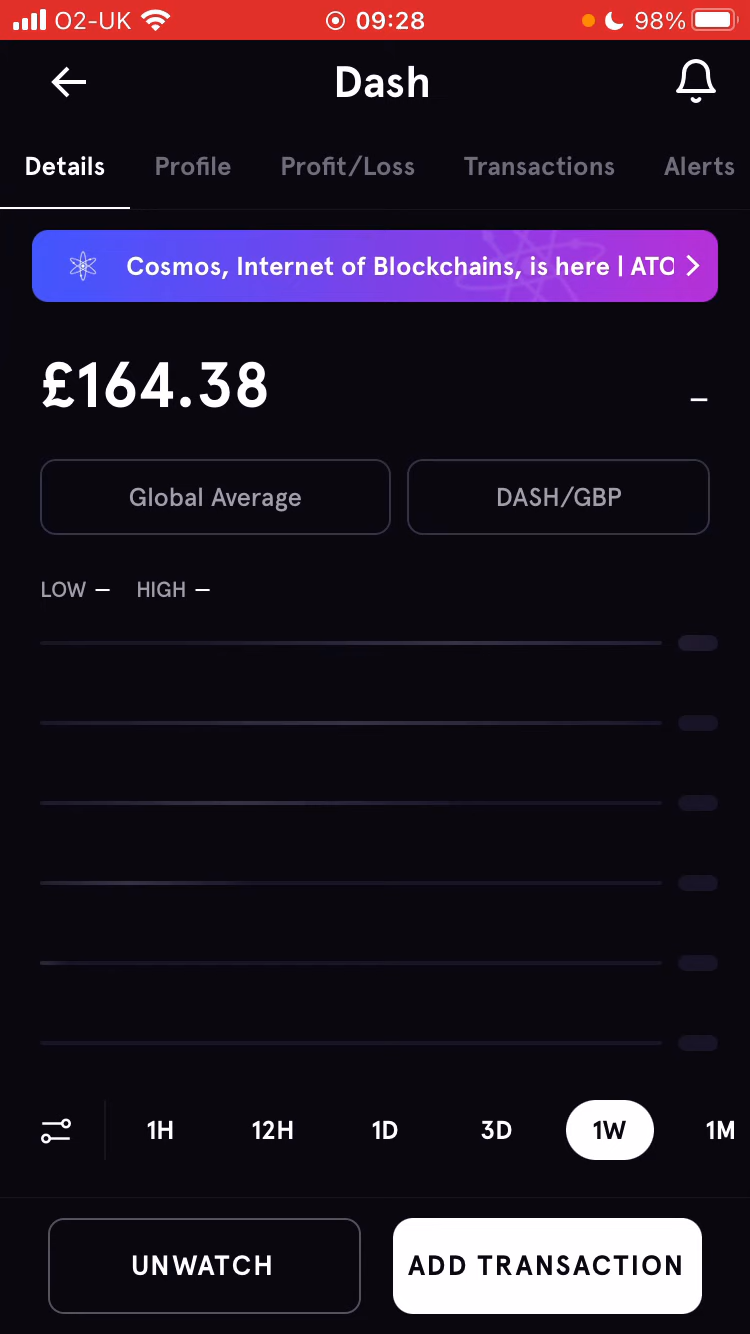 O2-UK 09:28 98%
Dash
Details Profile Profit/Loss Transactions Alerts
Cosmos, Internet of Blockchains, is here | ATO
£164.38 –
Global Average DASH/GBP
LOW – HIGH –
1H 12H 1D 3D 1W 1M
UNWATCH ADD TRANSACTION